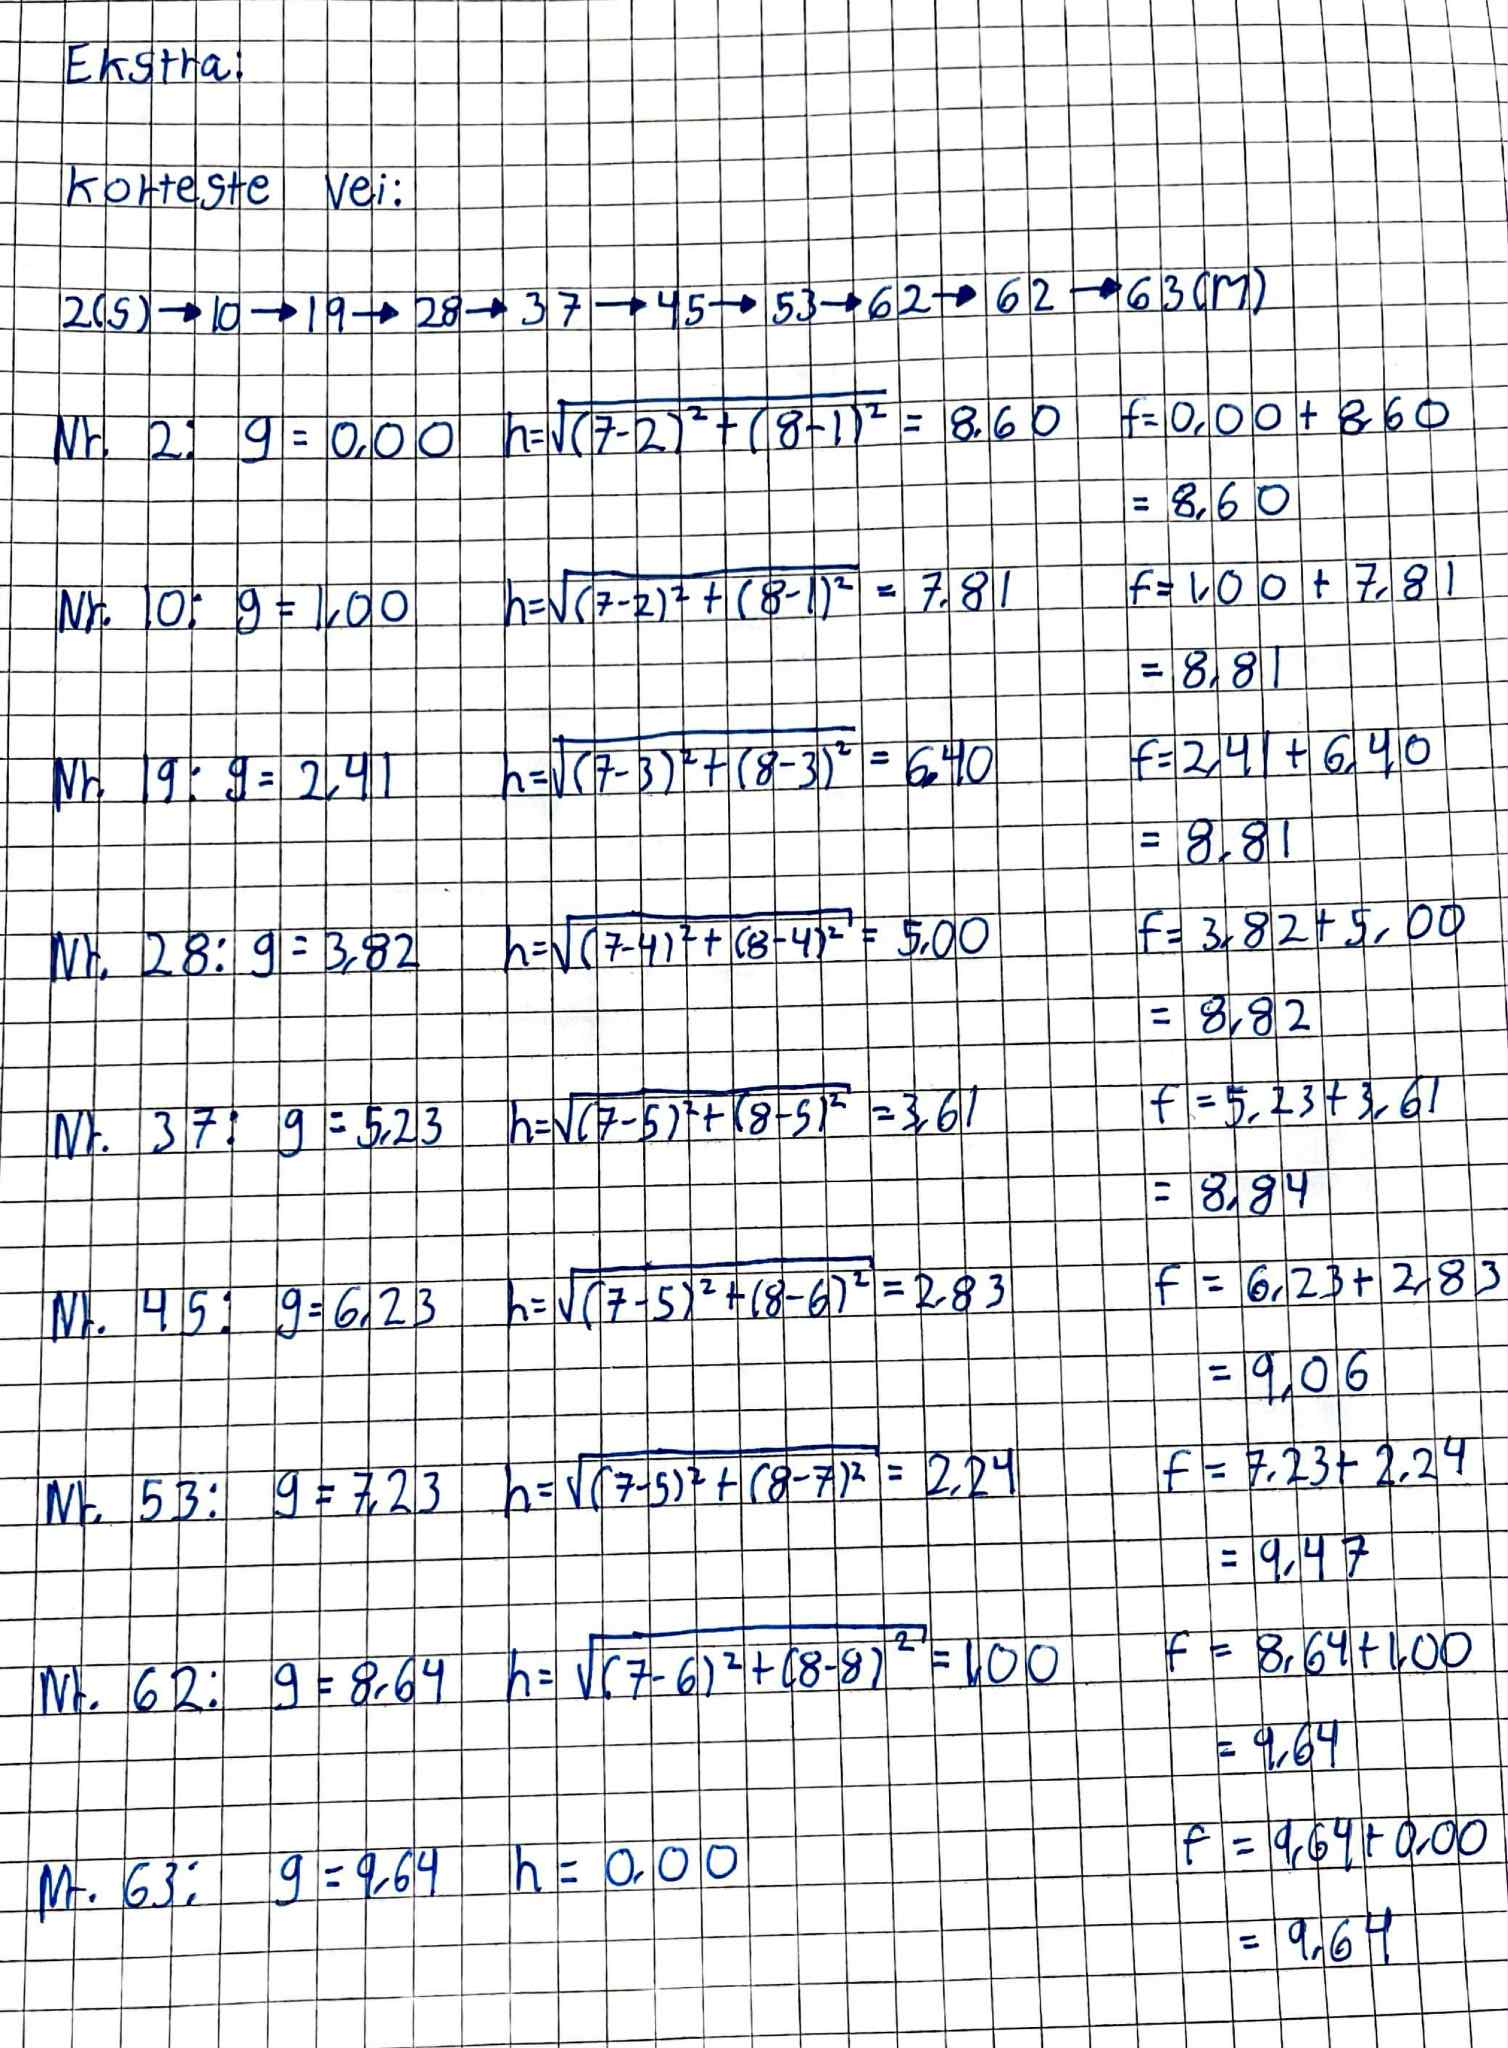 Ekstra:
Korteste vei:
2(S) → 10 → 19 → 28 → 37 → 45 → 53 → 62 → 62 → 63(M)
Nr. 2: g = 0,00 h=√(7-2)² + (8-1)² = 8,60 f=0,00 + 8,60
= 8,60
Nr. 10: g = 1,00 h=√(7-2)² + (8-1)² = 7,81 f=1,00 + 7,81
= 8,81
Nr. 19: g = 2,41 h=√(7-3)² + (8-3)² = 6,40 f=2,41 + 6,40
= 8,81
Nr. 28: g = 3,82 h=√(7-4)² + (8-4)² = 5,00 f= 3,82 + 5,00
= 8,82
Nr. 37: g = 5,23 h=√(7-5)² + (8-5)² = 3,61 f = 5,23 + 3,61
= 8,84
Nr. 45: g = 6,23 h=√(7-5)² + (8-6)² = 2,83 f = 6,23 + 2,83
= 9,06
Nr. 53: g = 7,23 h=√(7-5)² + (8-7)² = 2,24 f = 7,23 + 2,24
= 9,47
Nr. 62: g = 8,64 h= √(7-6)² + (8-8)² = 1,00 f = 8,64 + 1,00
= 9,64
Nr. 63: g = 9,64 h = 0,00 f = 9,64 + 0,00
= 9,64